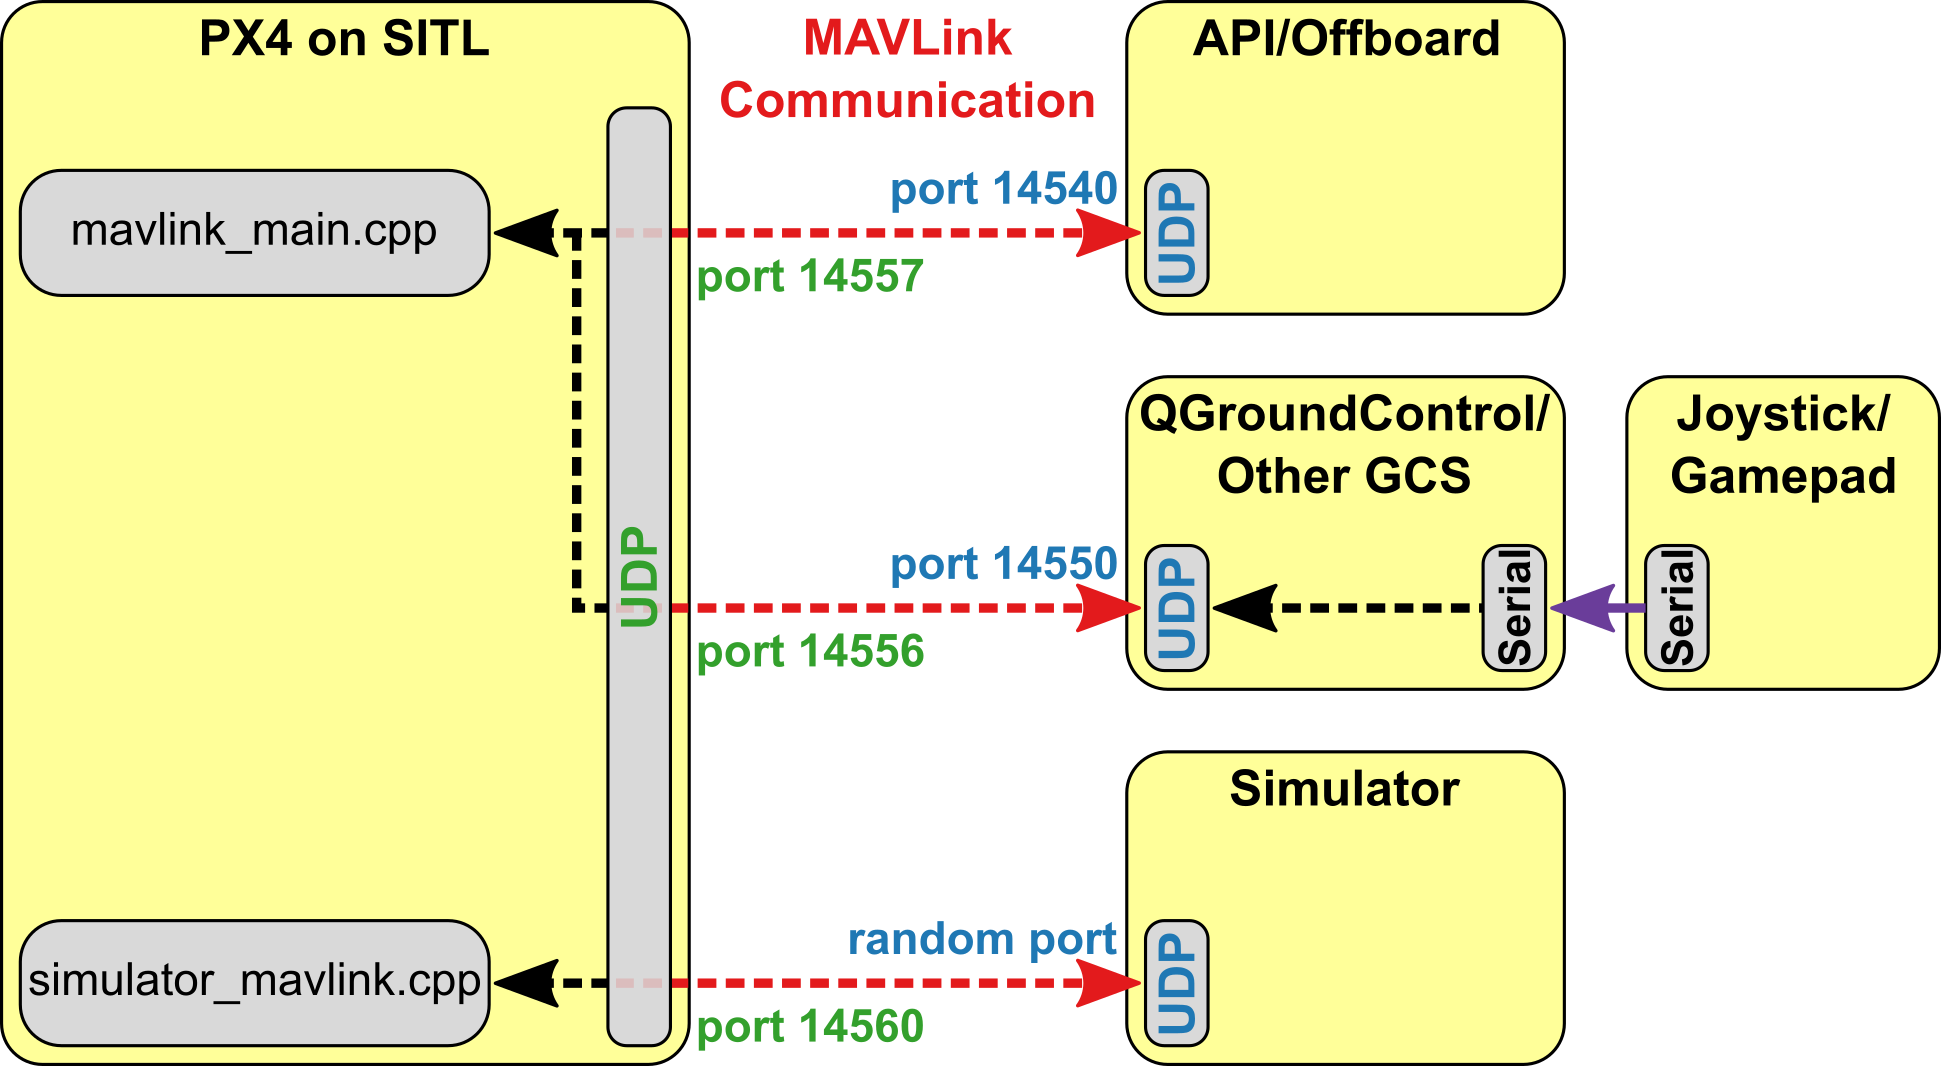 PX4 on SITL
mavlink_main.cpp
simulator_mavlink.cpp
UDP
MAVLink
Communication
port 14540
port 14557
port 14550
port 14556
random port
port 14560
API/Offboard
UDP
QGroundControl/
Other GCS
UDP
Serial
Joystick/
Gamepad
Serial
Simulator
UDP